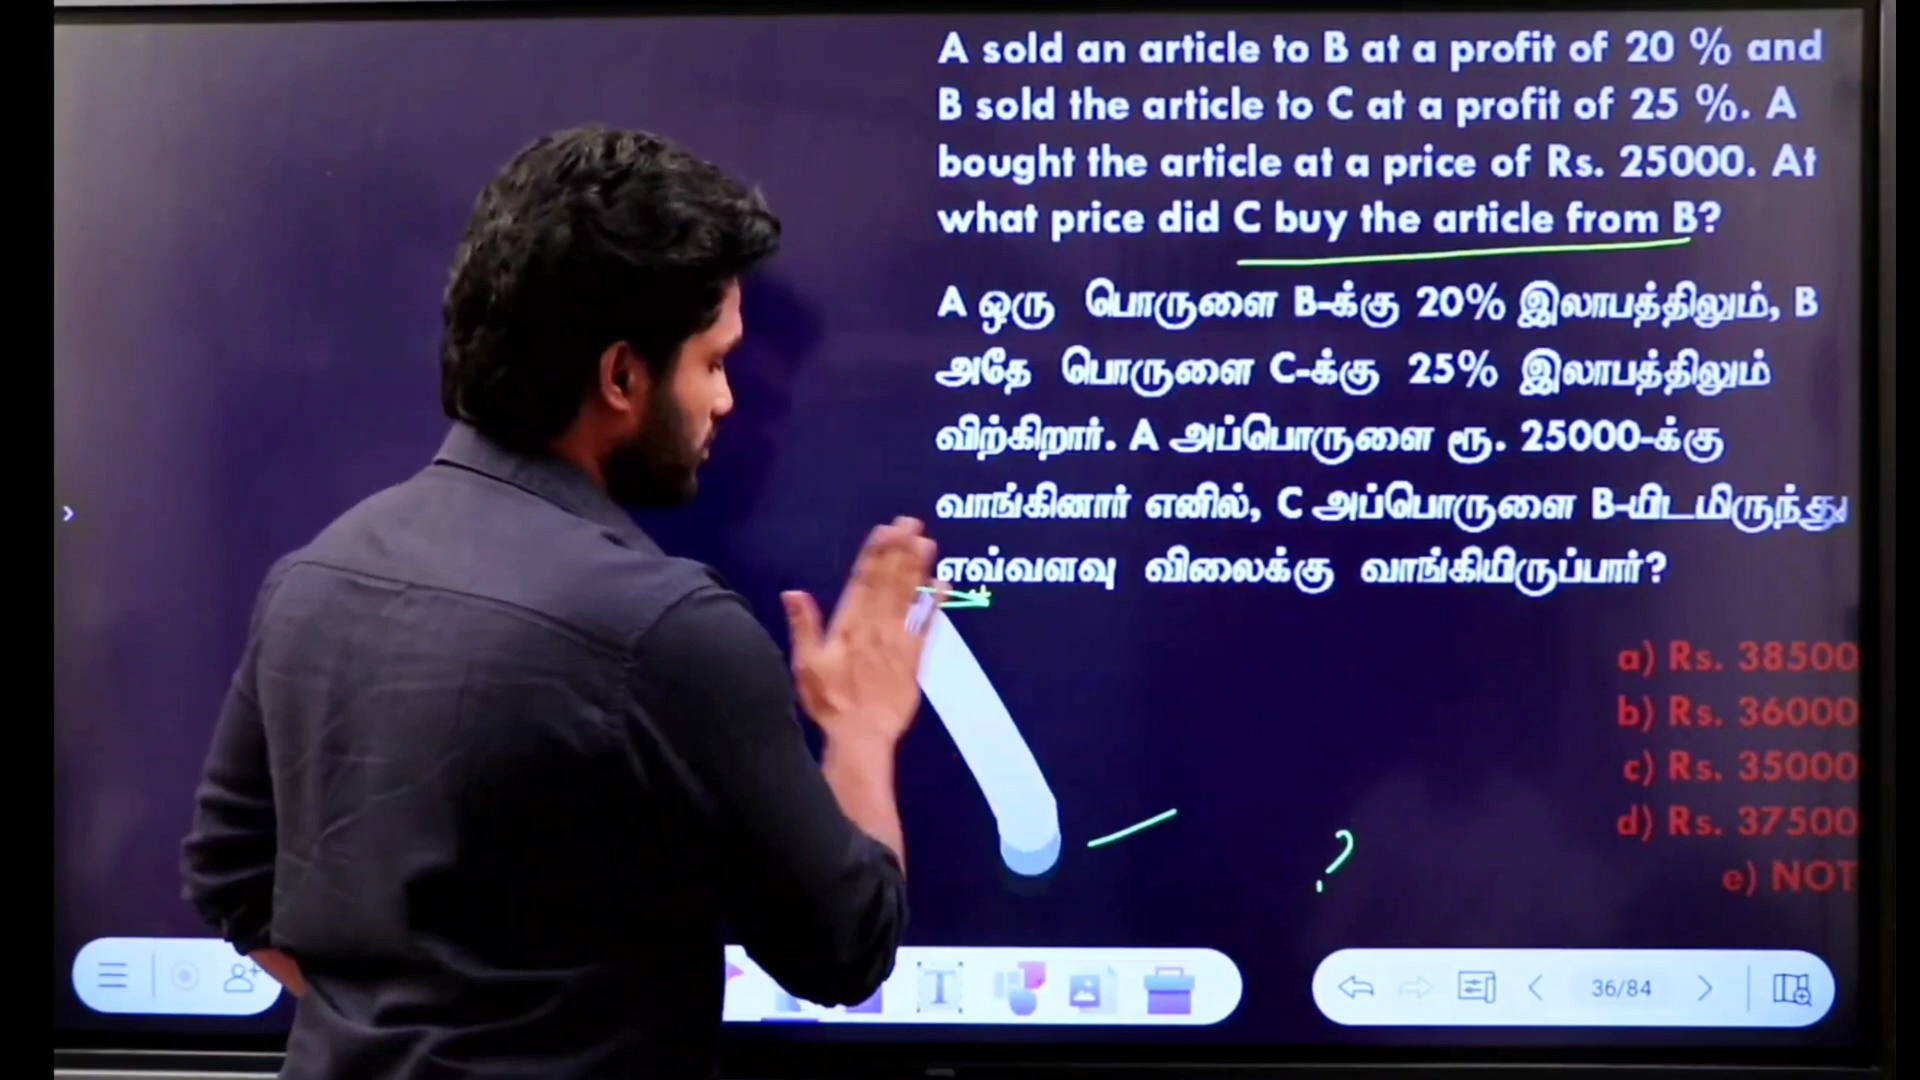 A sold an article to B at a profit of 20 % and
B sold the article to C at a profit of 25 %. A
bought the article at a price of Rs. 25000. At
what price did C buy the article from B?
A ஒரு பொருளை B-க்கு 20% இலாபத்திலும், B
அதே பொருளை C-க்கு 25% இலாபத்திலும்
விற்கிறார். A அப்பொருளை ரூ. 25000-க்கு
வாங்கினார் எனில், C அப்பொருளை B-யிடமிருந்து
எவ்வளவு விலைக்கு வாங்கியிருப்பார்?
a) Rs. 38500
b) Rs. 36000
c) Rs. 35000
d) Rs. 37500
e) NOT
?
36/84